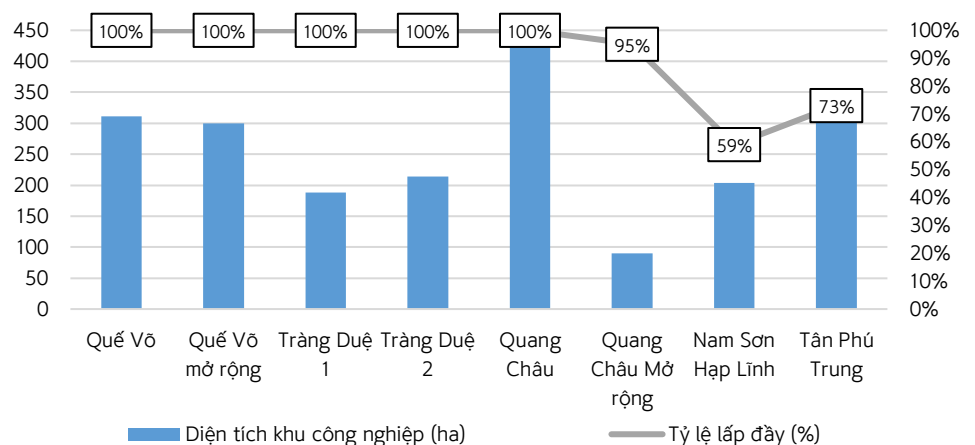 450
400
350
300
250
200
150
100
50
0
100%
90%
80%
70%
60%
50%
40%
30%
20%
10%
0%
100%
100%
100%
100%
100%
95%
59%
73%
Quế Võ
Quế Võ
mở rộng
Tràng Duệ
1
Tràng Duệ
2
Quang
Châu
Quang
Châu Mở
rộng
Nam Sơn
Hạp Lĩnh
Tân Phú
Trung
Diện tích khu công nghiệp (ha)
Tỷ lệ lấp đầy (%)